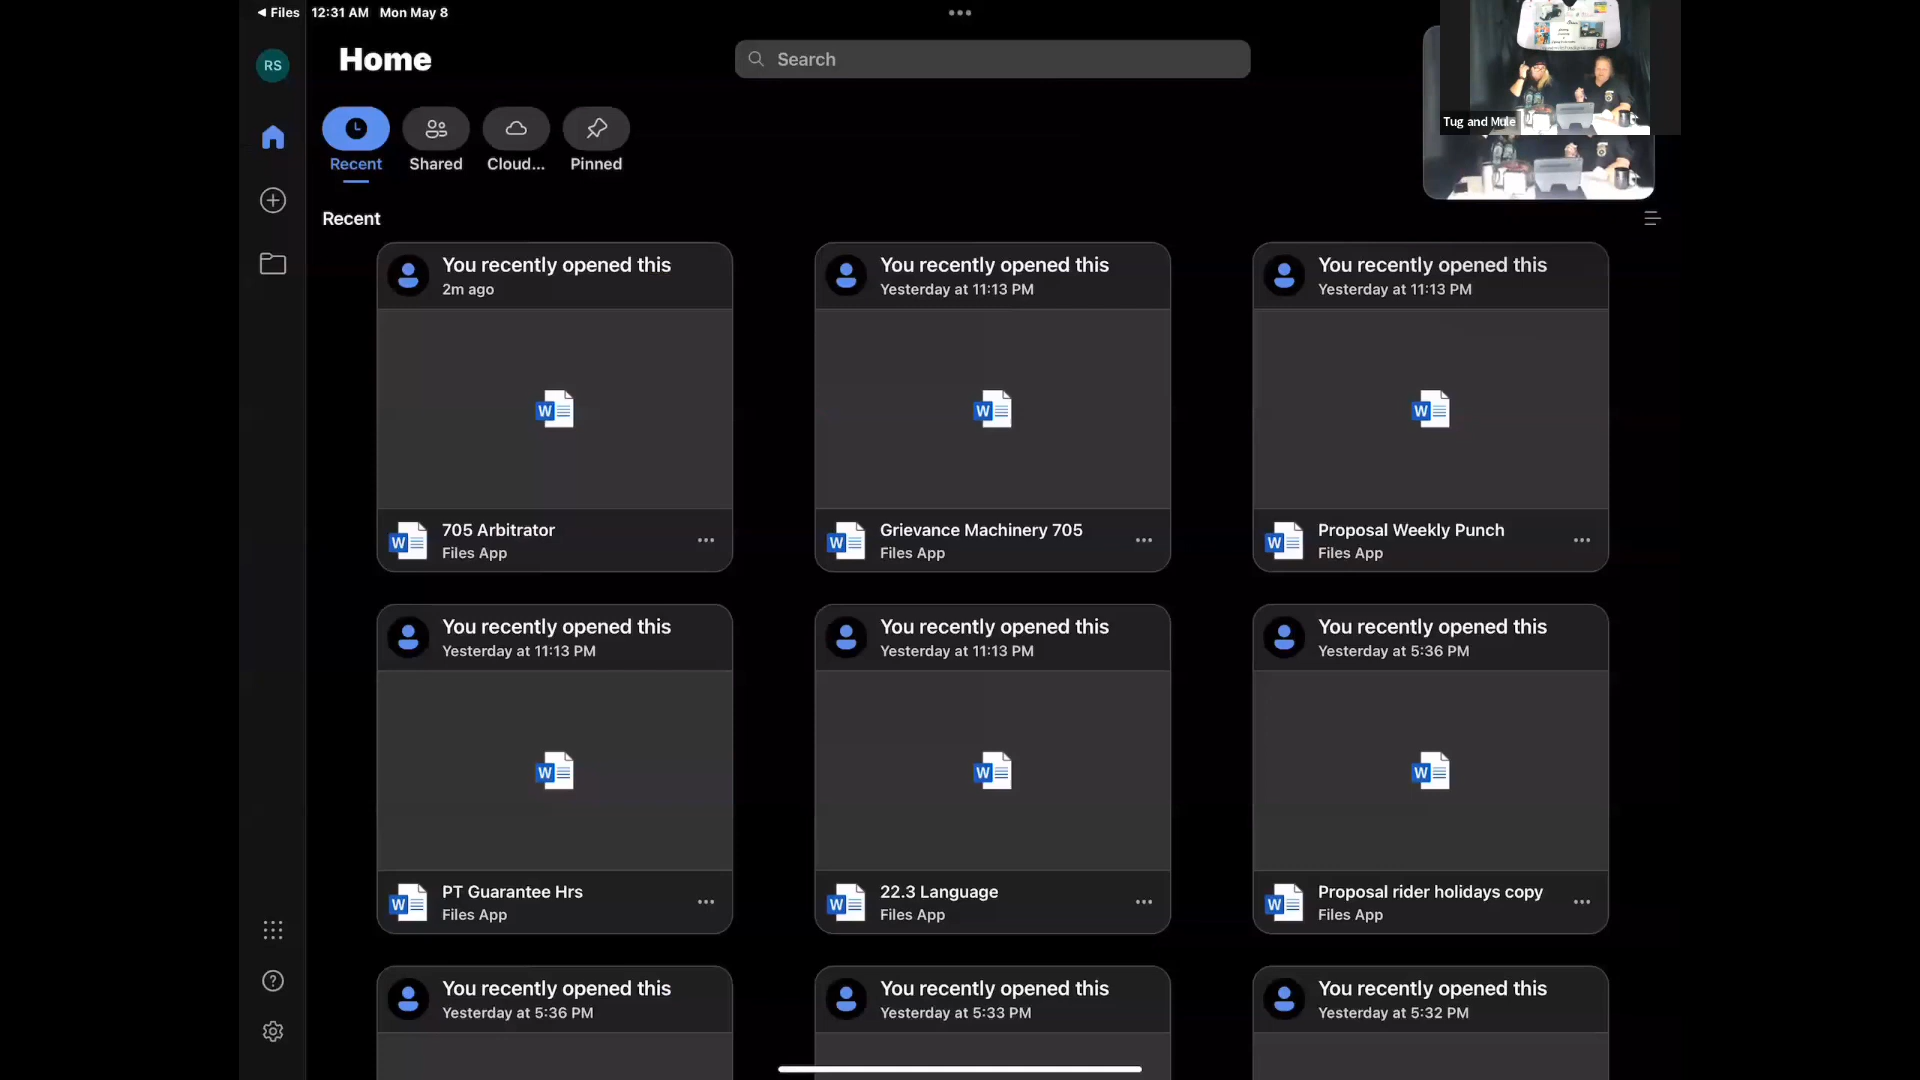 Files 12:31 AM Mon May 8
RS
Home
Search
Tug and Mule
Recent
Shared
Cloud...
Pinned
Recent
You recently opened this
2m ago
W
W
705 Arbitrator
Files App
You recently opened this
Yesterday at 11:13 PM
W
W
Grievance Machinery 705
Files App
You recently opened this
Yesterday at 11:13 PM
W
W
Proposal Weekly Punch
Files App
You recently opened this
Yesterday at 11:13 PM
W
W
PT Guarantee Hrs
Files App
You recently opened this
Yesterday at 11:13 PM
W
W
22.3 Language
Files App
You recently opened this
Yesterday at 5:36 PM
W
W
Proposal rider holidays copy
Files App
You recently opened this
Yesterday at 5:36 PM
You recently opened this
Yesterday at 5:33 PM
You recently opened this
Yesterday at 5:32 PM